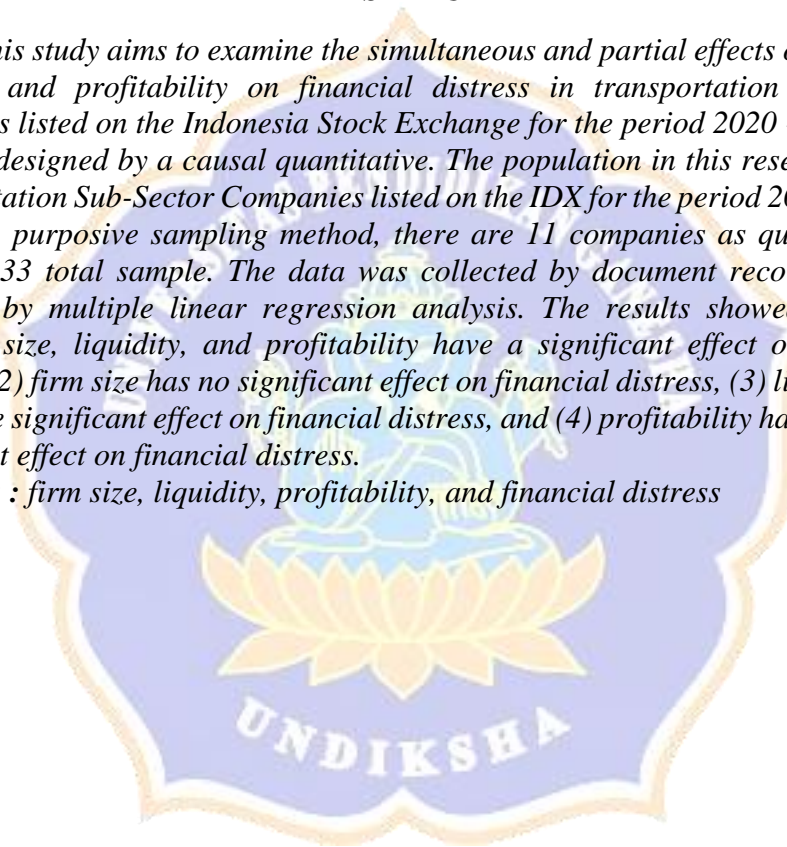 his study aims to examine the simultaneous and partial effects
and profitability on financial distress in transportation
s listed on the Indonesia Stock Exchange for the period 2020
designed by a causal quantitative. The population in this rese
tation Sub-Sector Companies listed on the IDX for the period 20
purposive sampling method, there are 11 companies as qu
33 total sample. The data was collected by document reco
by multiple linear regression analysis. The results showe
size, liquidity, and profitability have a significant effect o
2) firm size has no significant effect on financial distress, (3) li
e significant effect on financial distress, and (4) profitability ha
t effect on financial distress.
: firm size, liquidity, profitability, and financial distress
UNIVERSITAS PENDIDIKAN GANESHA
UNDIKSHA